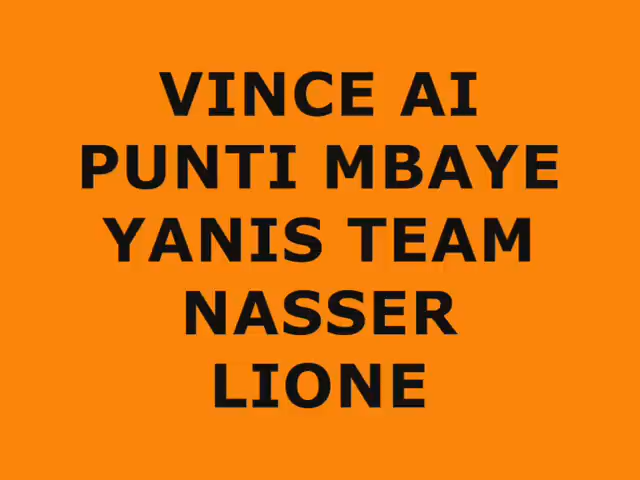 VINCE AI
PUNTI MBAYE
YANIS TEAM
NASSER
LIONE